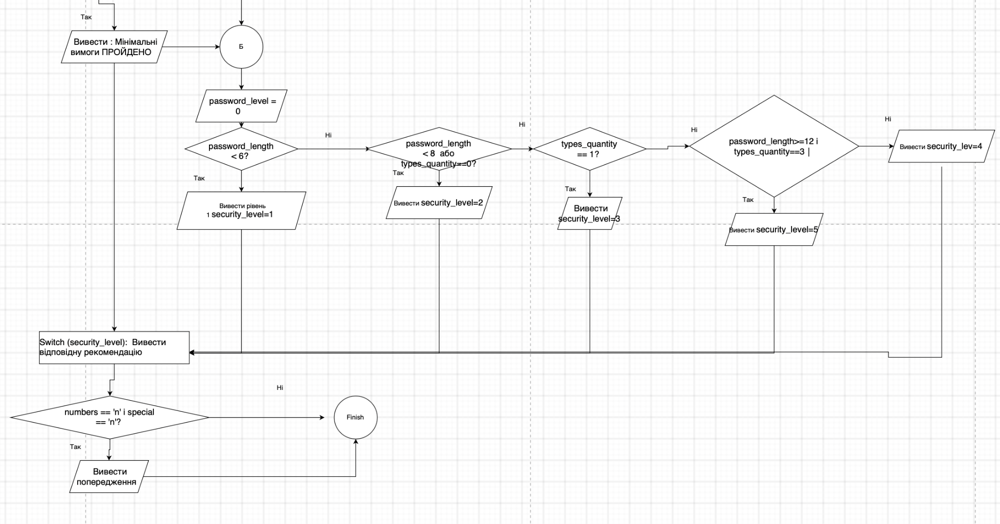 Так
Вивести : Мінімальні
вимоги ПРОЙДЕНО
Б
password_level =
0
password_length
< 6?
Ні
password_length
< 8 або
types_quantity==0?
Ні
types_quantity
== 1?
Ні
password_length>=12 і
types_quantity==3 |
Ні
Вивести security_lev=4
Так
Вивести рівень
1 security_level=1
Так
Вивести security_level=2
Так
Вивести
security_level=3
Так
Вивести security_level=5
Switch (security_level): Вивести
відповідну рекомендацію
numbers == 'n' і special
== 'n'?
Ні
Finish
Так
Вивести
попередження